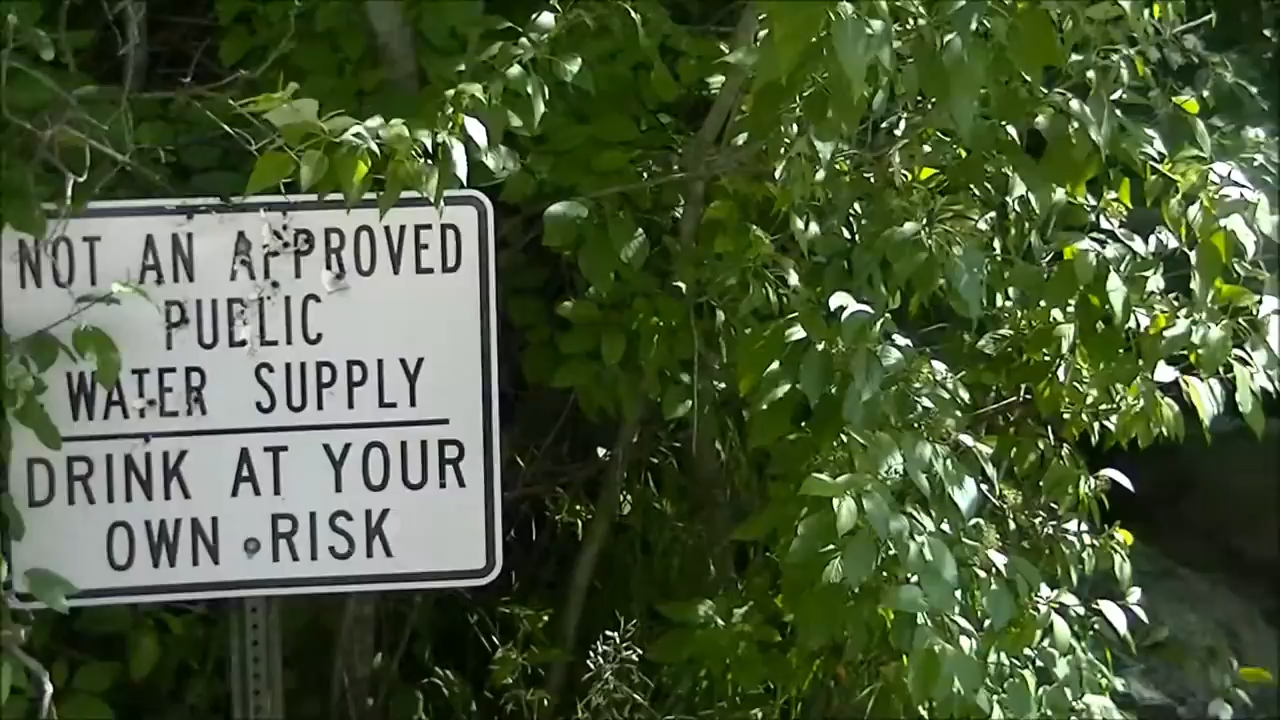 NOT AN APPROVED
PUBLIC
WATER SUPPLY
DRINK AT YOUR
OWN RISK